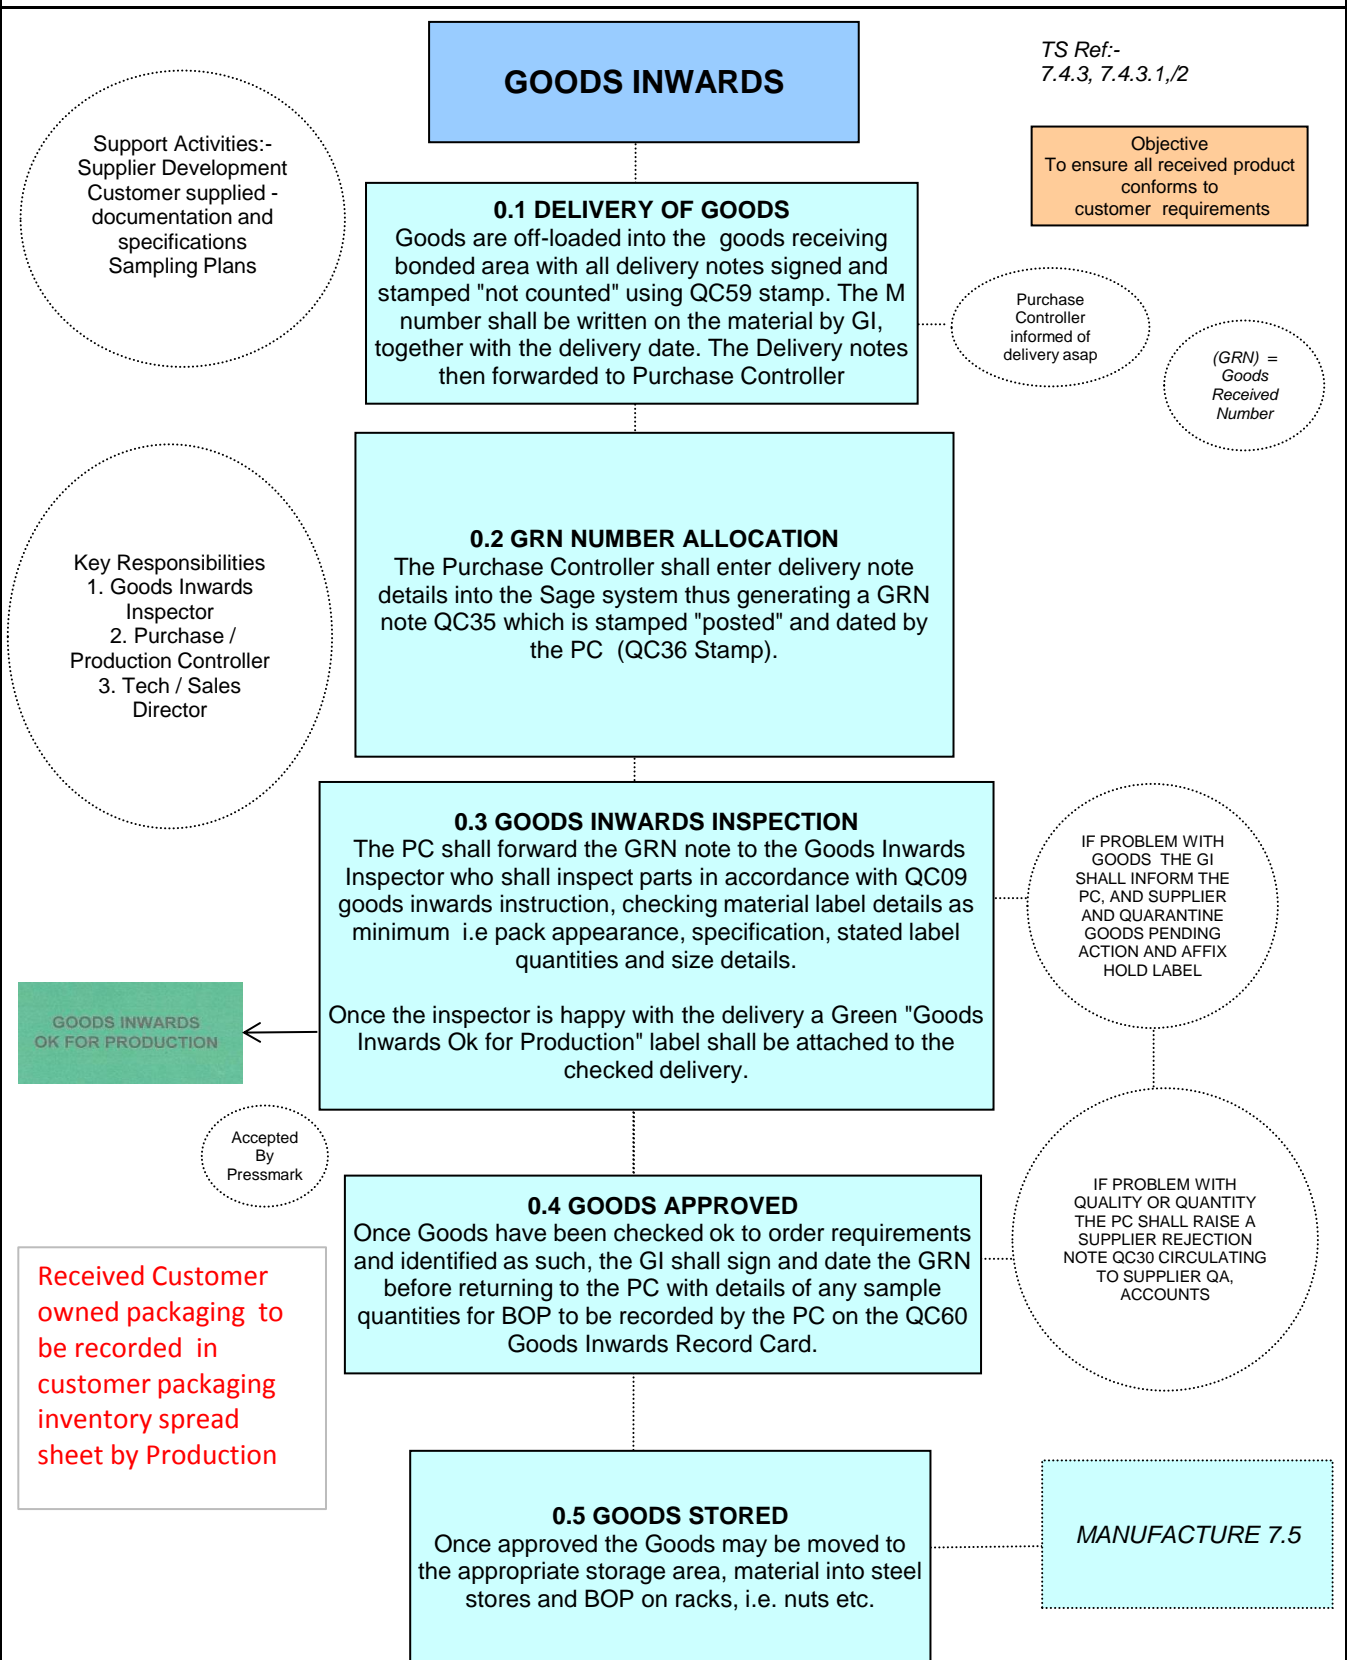 GOODS INWARDS
TS Ref:-
7.4.3, 7.4.3.1,/2
Objective
To ensure all received product
conforms to
customer  requirements
Support Activities:-
Supplier Development
Customer supplied -
documentation and
specifications
Sampling Plans
0.1 DELIVERY OF GOODS
Goods are off-loaded into the  goods receiving
bonded area with all delivery notes signed and
stamped "not counted" using QC59 stamp. The M
number shall be written on the material by GI,
together with the delivery date. The Delivery notes
then forwarded to Purchase Controller
Purchase
Controller
informed of
delivery asap
(GRN)  =
Goods
Received
Number
Key Responsibilities
1. Goods Inwards
Inspector
2. Purchase /
Production Controller
3. Tech / Sales
Director
0.2 GRN NUMBER ALLOCATION
The Purchase Controller shall enter delivery note
details into the Sage system thus generating a GRN
note QC35 which is stamped "posted" and dated by
the PC  (QC36 Stamp).
0.3 GOODS INWARDS INSPECTION
The PC shall forward the GRN note to the Goods Inwards
Inspector who shall inspect parts in accordance with QC09
goods inwards instruction, checking material label details as
minimum  i.e pack appearance, specification, stated label
quantities and size details.
Once the inspector is happy with the delivery a Green "Goods
Inwards Ok for Production" label shall be attached to the
checked delivery.
IF PROBLEM WITH
GOODS  THE GI
SHALL INFORM THE
PC, AND SUPPLIER
AND QUARANTINE
GOODS PENDING
ACTION AND AFFIX
HOLD LABEL
GOODS INWARDS
OK FOR PRODUCTION
Accepted
By
Pressmark
0.4 GOODS APPROVED
Once Goods have been checked ok to order requirements
and identified as such, the GI shall sign and date the GRN
before returning to the PC with details of any sample
quantities for BOP to be recorded by the PC on the QC60
Goods Inwards Record Card.
IF PROBLEM WITH
QUALITY OR QUANTITY
THE PC SHALL RAISE A
SUPPLIER REJECTION
NOTE QC30 CIRCULATING
TO SUPPLIER QA,
ACCOUNTS
Received Customer
owned packaging  to
be recorded  in
customer packaging
inventory spread
sheet by Production
0.5 GOODS STORED
Once approved the Goods may be moved to
the appropriate storage area, material into steel
stores and BOP on racks, i.e. nuts etc.
MANUFACTURE 7.5